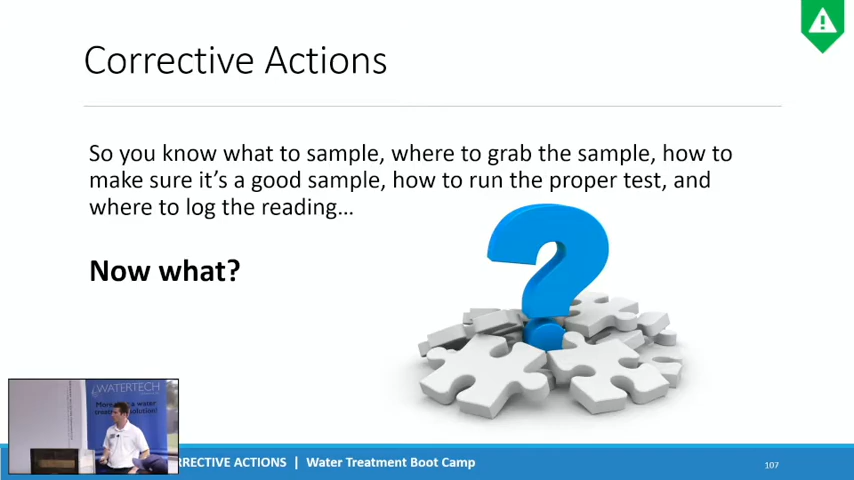 Corrective Actions
So you know what to sample, where to grab the sample, how to
make sure it's a good sample, how to run the proper test, and
where to log the reading…
Now what?
WATERTECH
RRECTIVE ACTIONS | Water Treatment Boot Camp
107